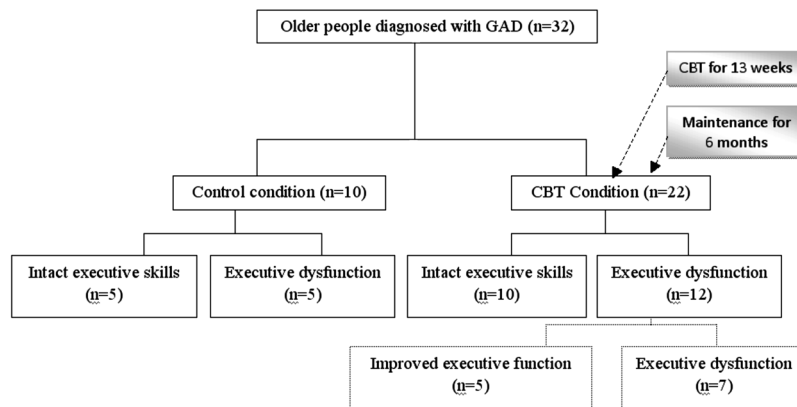 Older people diagnosed with GAD (n=32)
CBT for 13 weeks
Maintenance for
6 months
Control condition (n=10)
CBT Condition (n=22)
Intact executive skills
(n=5)
Executive dysfunction
(n=5)
Intact executive skills
(n=10)
Executive dysfunction
(n=12)
Improved executive function
(n=5)
Executive dysfunction
(n=7)